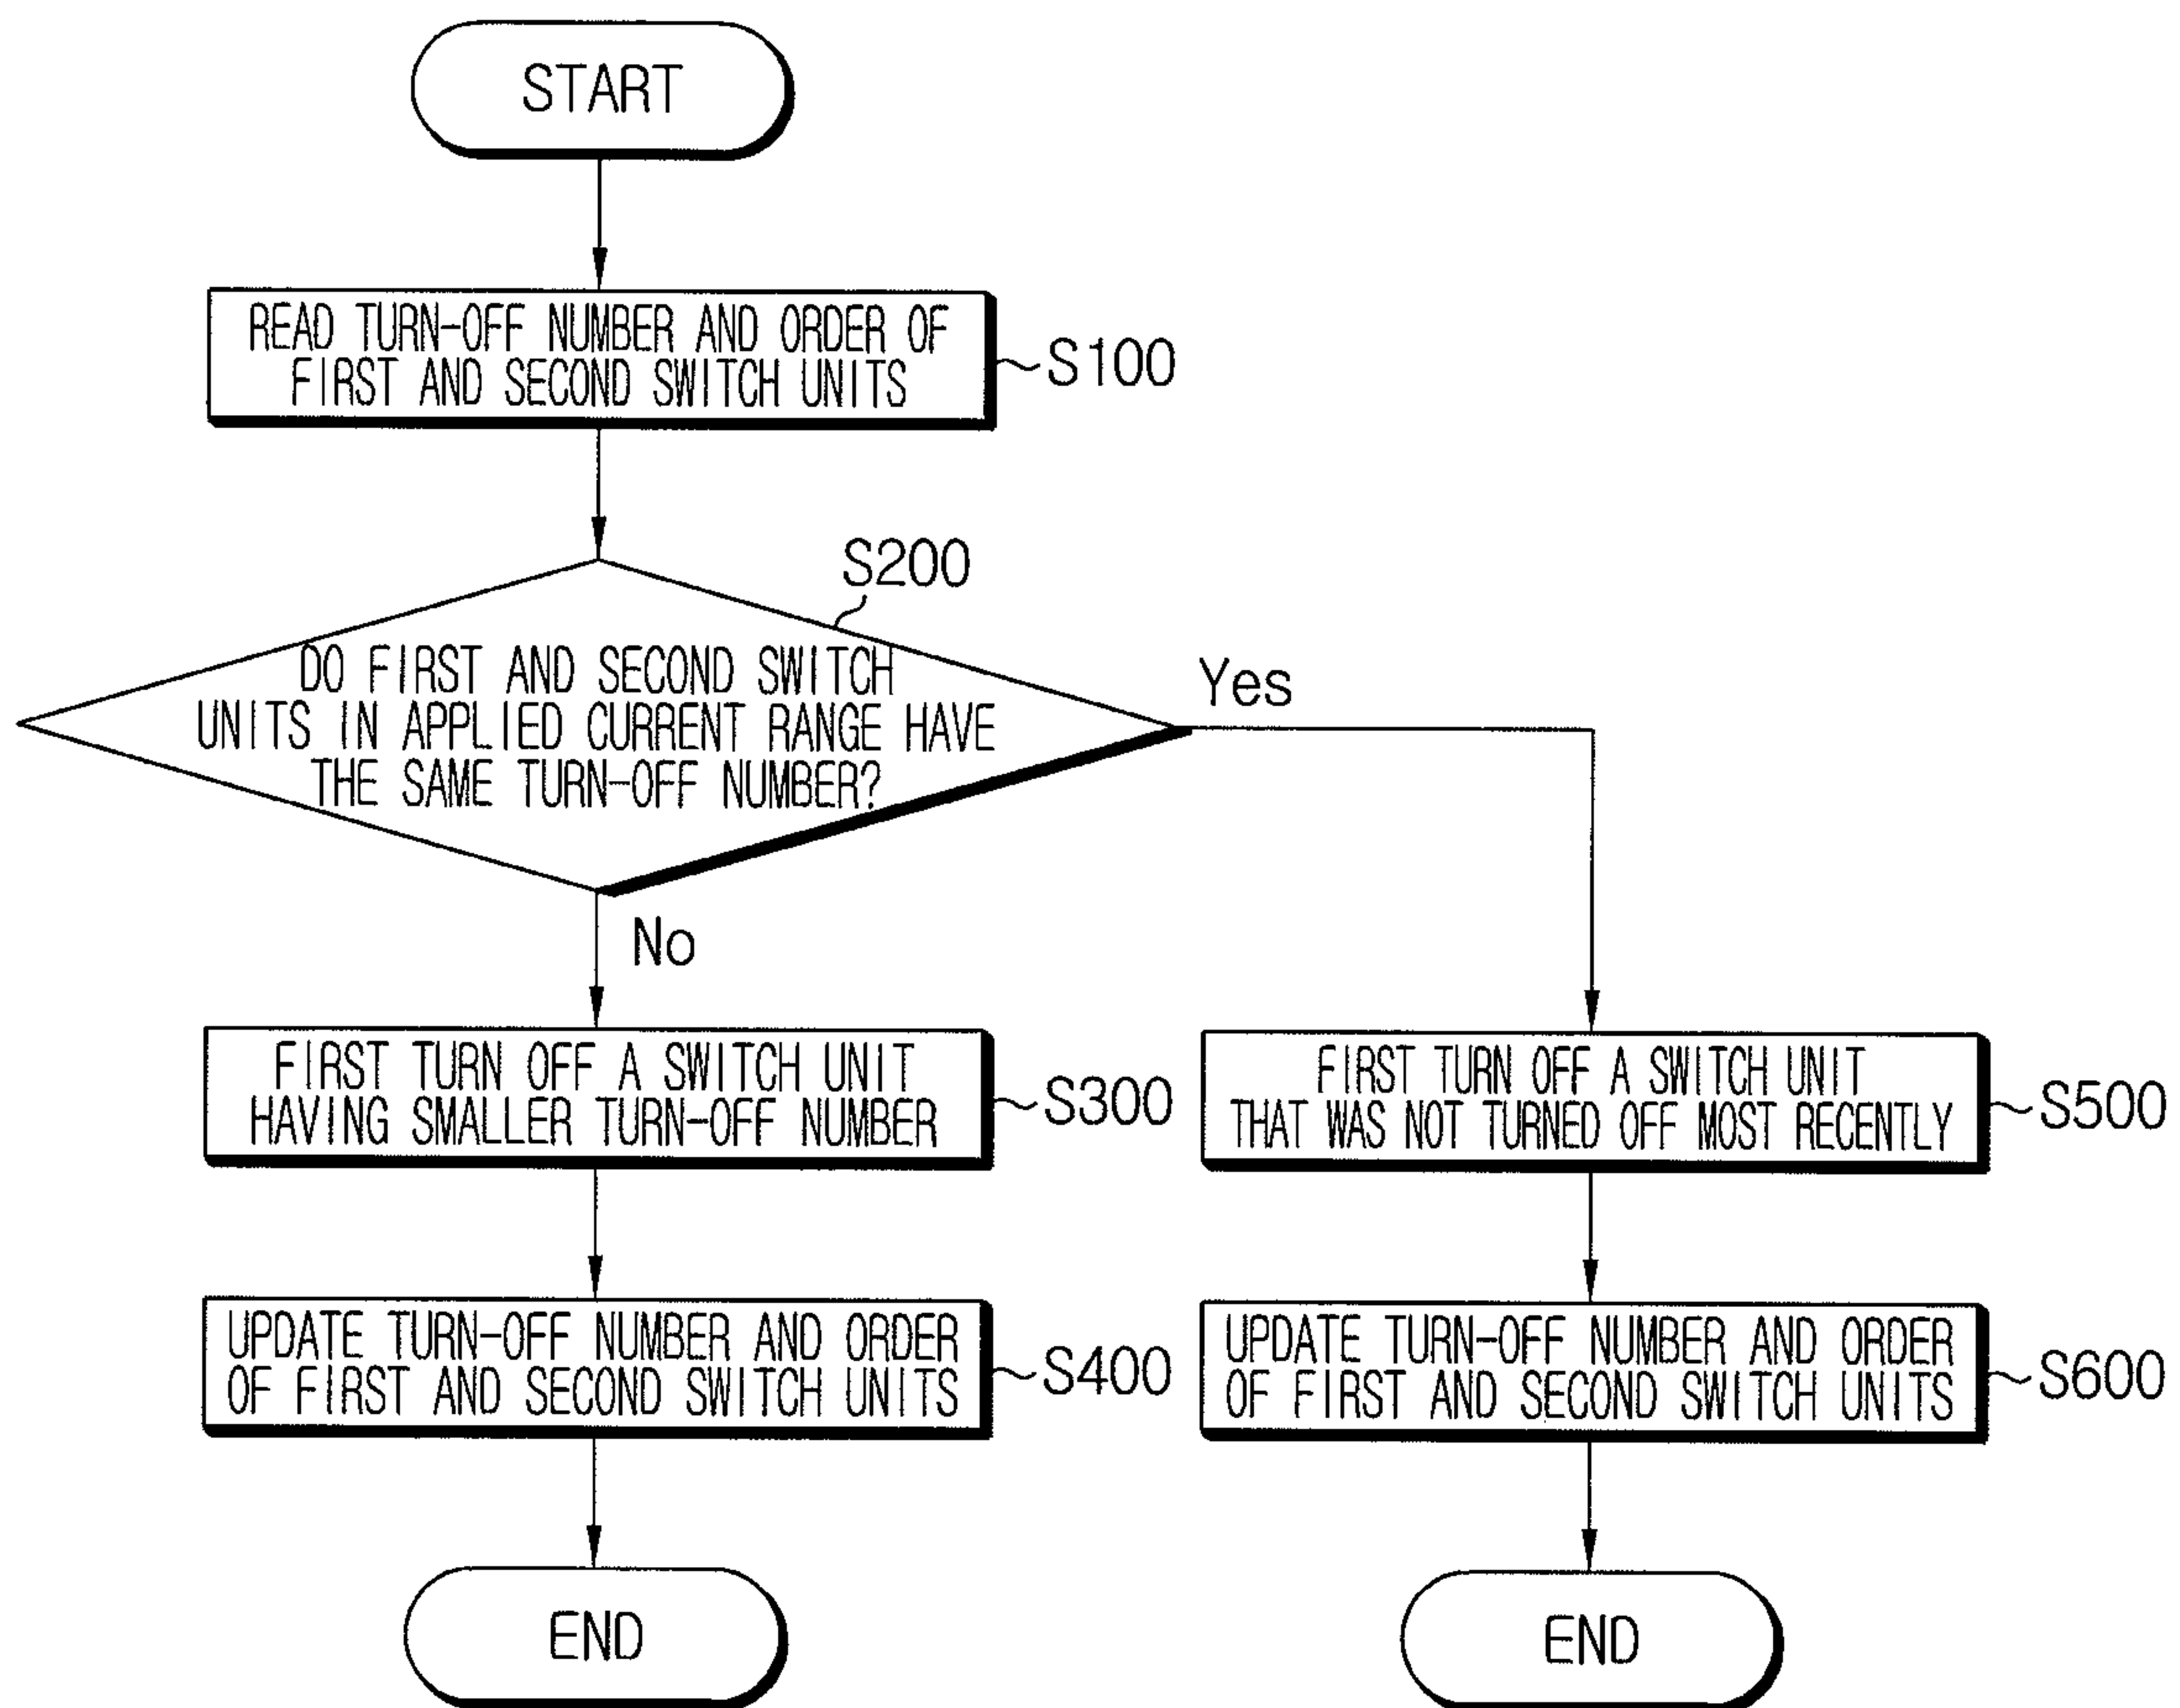 START
READ TURN-OFF NUMBER AND ORDER OF
FIRST AND SECOND SWITCH UNITS
S100
S200
DO FIRST AND SECOND SWITCH
UNITS IN APPLIED CURRENT RANGE HAVE
THE SAME TURN-OFF NUMBER?
Yes
No
FIRST TURN OFF A SWITCH UNIT
HAVING SMALLER TURN-OFF NUMBER
S300
FIRST TURN OFF A SWITCH UNIT
THAT WAS NOT TURNED OFF MOST RECENTLY
S500
UPDATE TURN-OFF NUMBER AND ORDER
OF FIRST AND SECOND SWITCH UNITS
S400
UPDATE TURN-OFF NUMBER AND ORDER
OF FIRST AND SECOND SWITCH UNITS
S600
END
END